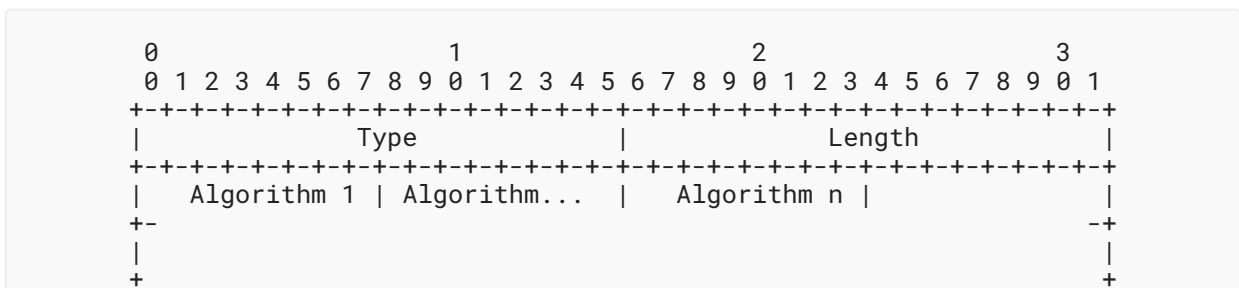 0                   1                   2                   3
 0 1 2 3 4 5 6 7 8 9 0 1 2 3 4 5 6 7 8 9 0 1 2 3 4 5 6 7 8 9 0 1
+-+-+-+-+-+-+-+-+-+-+-+-+-+-+-+-+-+-+-+-+-+-+-+-+-+-+-+-+-+-+-+-+
|              Type             |             Length            |
+-+-+-+-+-+-+-+-+-+-+-+-+-+-+-+-+-+-+-+-+-+-+-+-+-+-+-+-+-+-+-+-+
|   Algorithm 1 | Algorithm...  |   Algorithm n |               |
+-                                                             -+
|                                                               |
+                                                               +